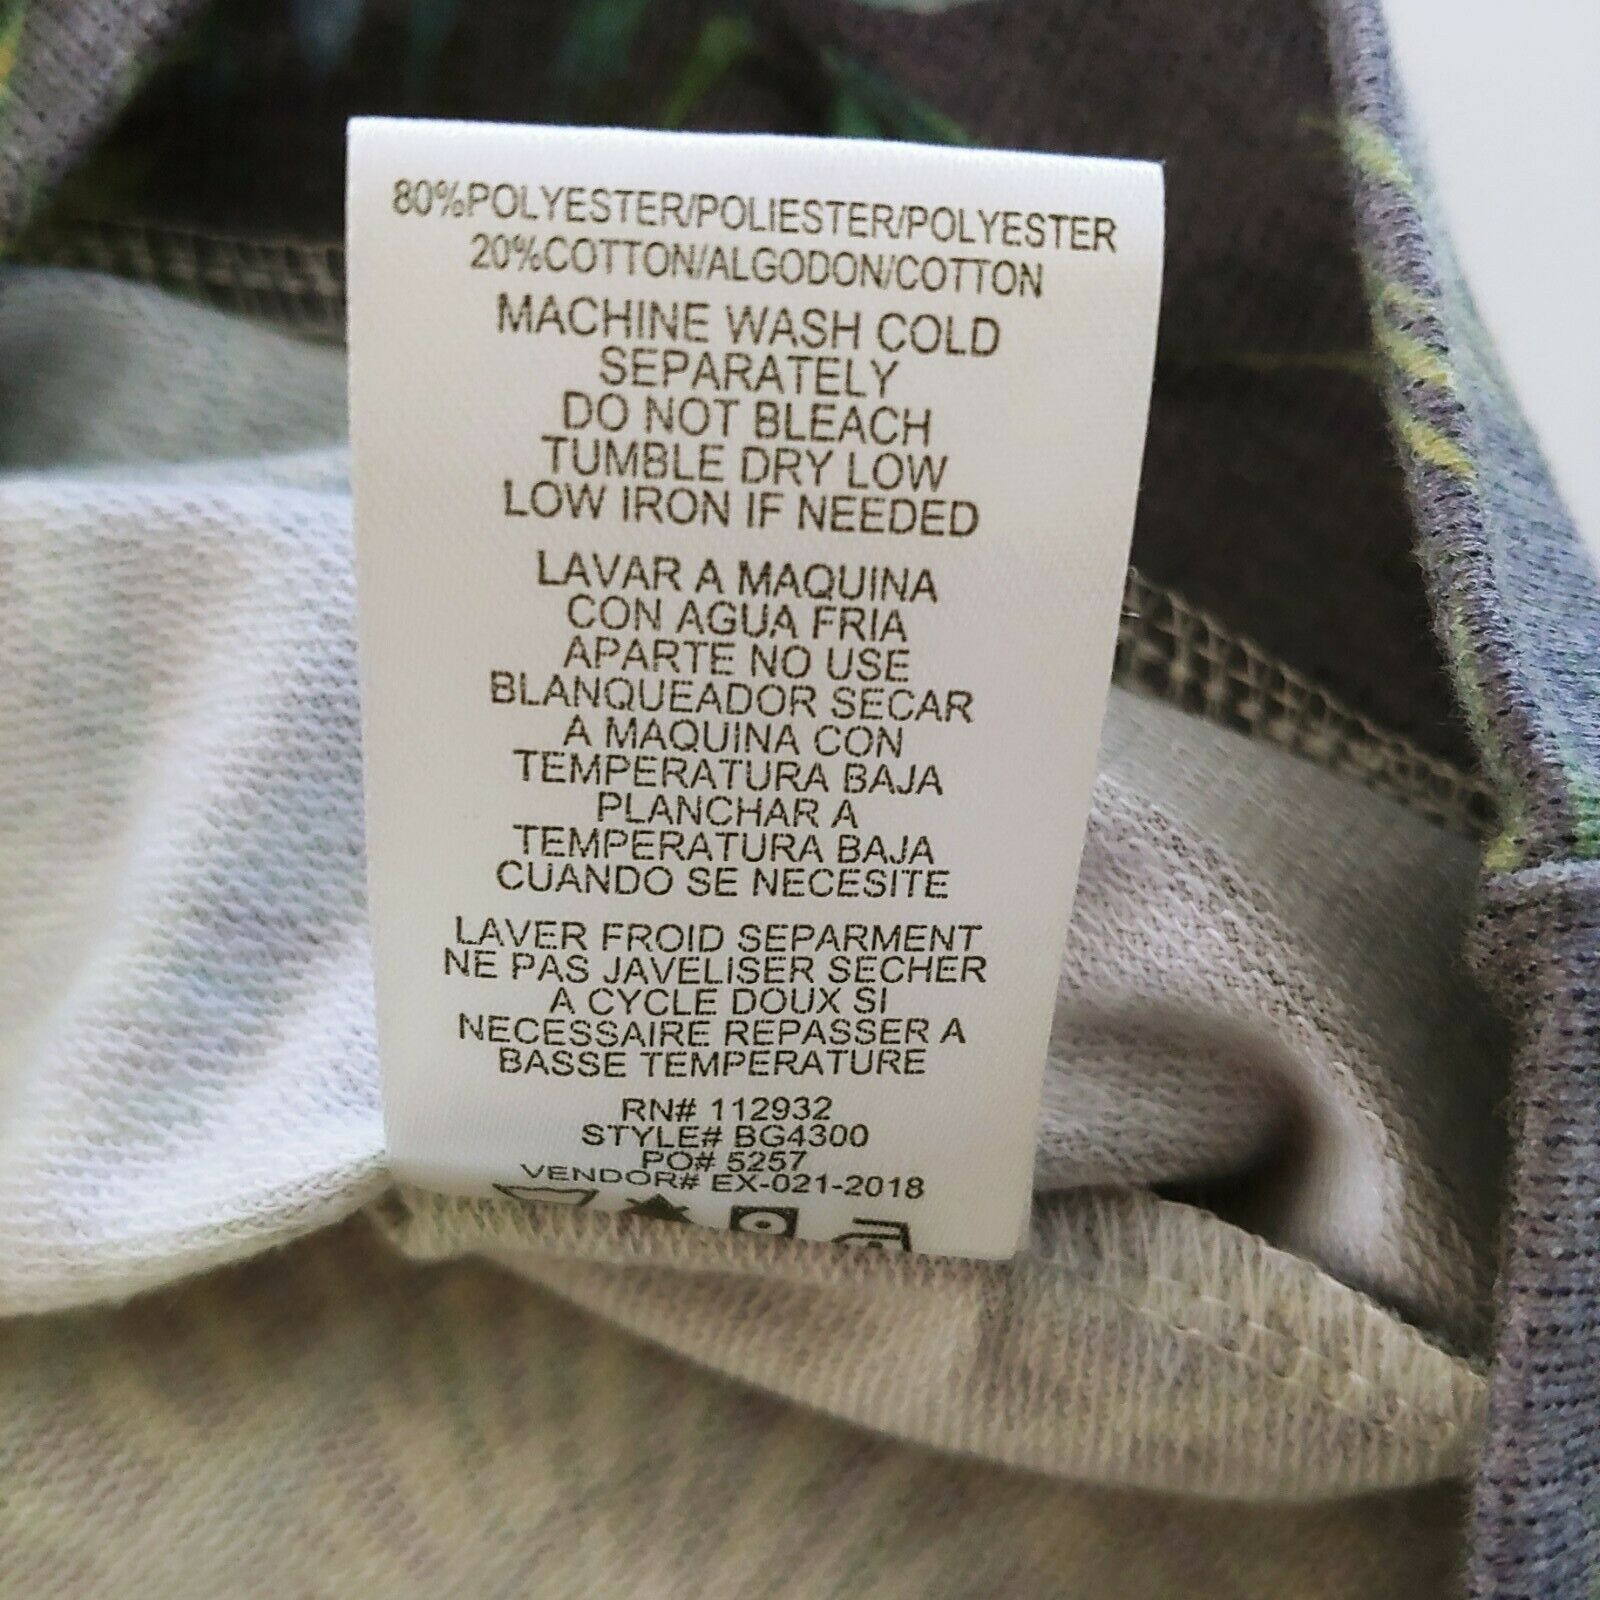 80%POLYESTER/POLIESTER/POLYESTER
20%COTTON/ALGODON/COTTON
MACHINE WASH COLD
SEPARATELY
DO NOT BLEACH
TUMBLE DRY LOW
LOW IRON IF NEEDED
LAVAR A MAQUINA
CON AGUA FRIA
APARTE NO USE
BLANQUEADOR SECAR
A MAQUINA CON
TEMPERATURA BAJA
PLANCHAR A
TEMPERATURA BAJA
CUANDO SE NECESITE
LAVER FROID SEPARMENT
NE PAS JAVELISER SECHER
A CYCLE DOUX SI
NECESSAIRE REPASSER A
BASSE TEMPERATURE
RN# 112932
STYLE# BG4300
PO# 5257
VENDOR# EX-021-2018